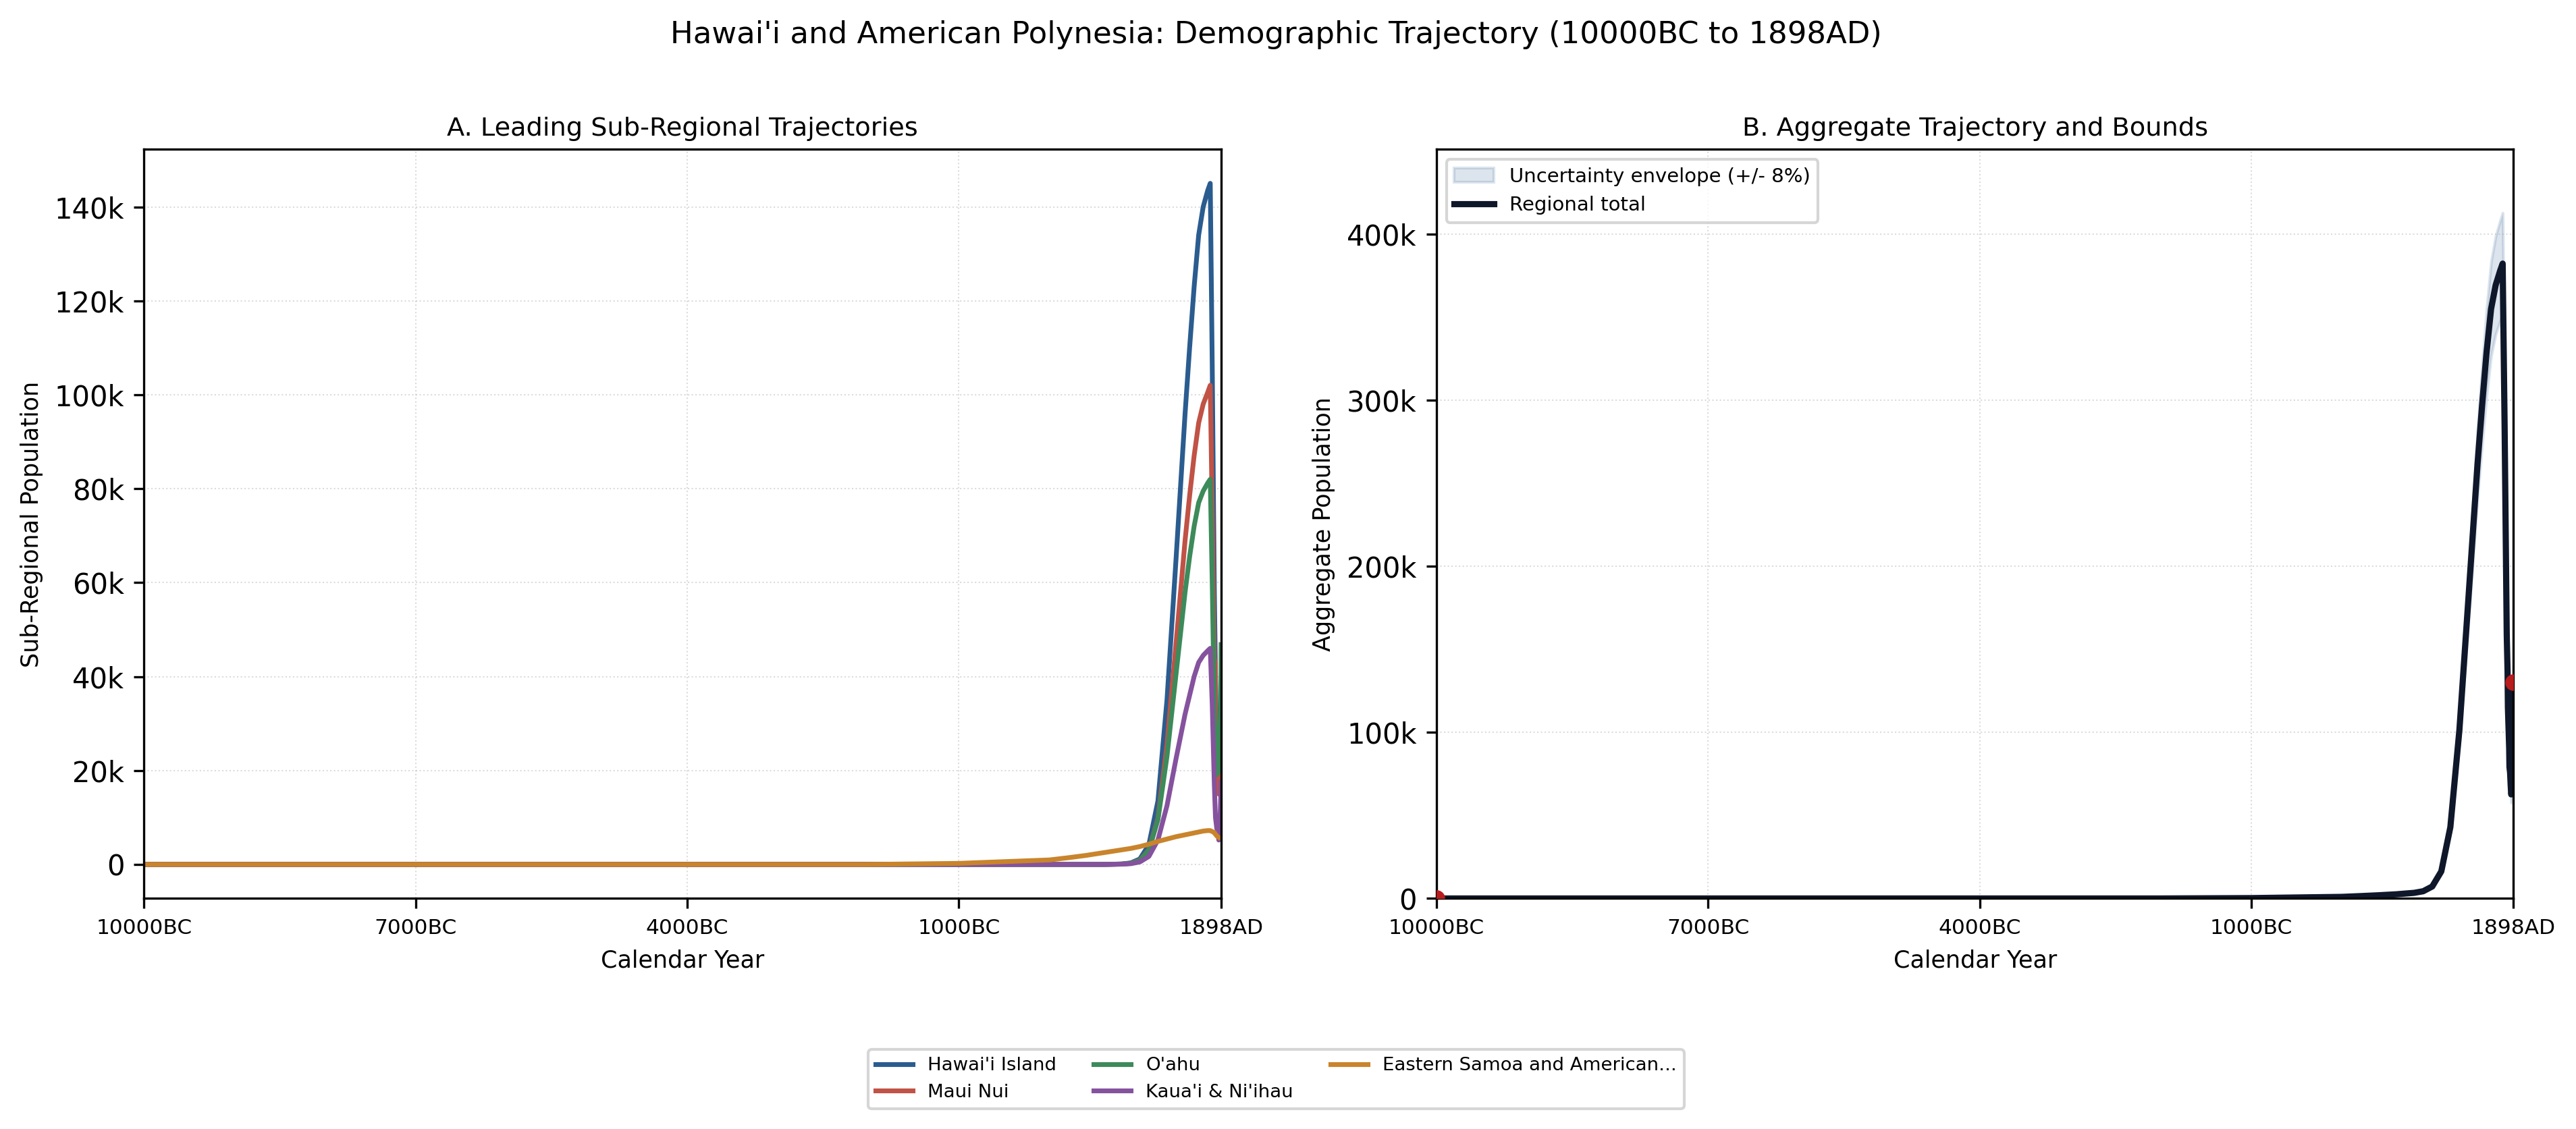 Hawai'i and American Polynesia: Demographic Trajectory (10000BC to 1898AD)
A. Leading Sub-Regional Trajectories
Sub-Regional Population
140k
120k
100k
80k
60k
40k
20k
0
10000BC
7000BC
4000BC
1000BC
1898AD
Calendar Year
B. Aggregate Trajectory and Bounds
Uncertainty envelope (+/- 8%)
Regional total
Aggregate Population
400k
300k
200k
100k
0
10000BC
7000BC
4000BC
1000BC
1898AD
Calendar Year
Hawai'i Island
Maui Nui
O'ahu
Kaua'i & Ni'ihau
Eastern Samoa and American...